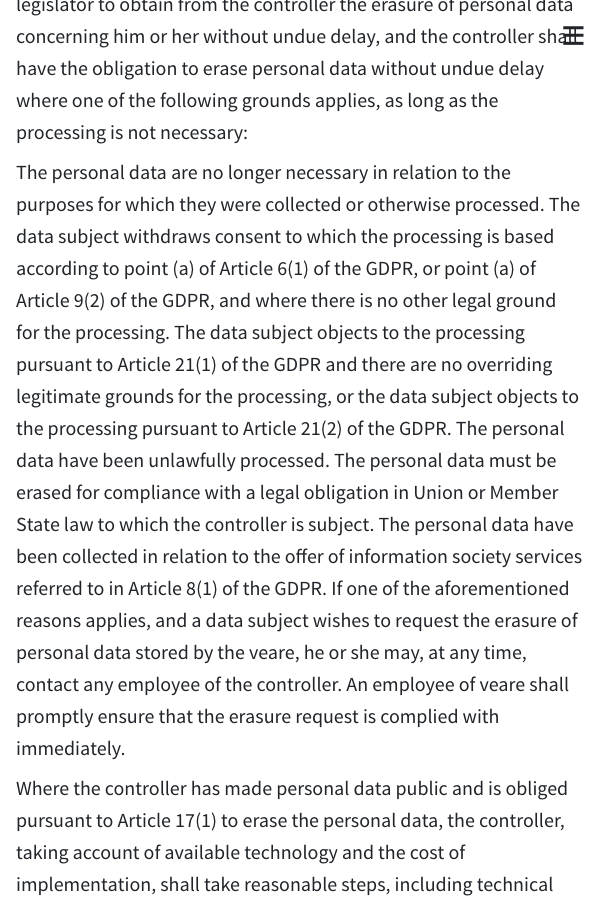 legislator to obtain from the controller the erasure of personal data
concerning him or her without undue delay, and the controller
have the obligation to erase personal data without undue delay
where one of the following grounds applies, as long as the
processing is not necessary:
The personal data are no longer necessary in relation to the
purposes for which they were collected or otherwise processed. The
data subject withdraws consent to which the processing is based
according to point (a) of Article 6(1) of the GDPR, or point (a) of
Article 9(2) of the GDPR, and where there is no other legal ground
for the processing. The data subject objects to the processing
pursuant to Article 21(1) of the GDPR and there are no overriding
legitimate grounds for the processing, or the data subject objects to
the processing pursuant to Article 21(2) of the GDPR. The personal
data have been unlawfully processed. The personal data must be
erased for compliance with a legal obligation in Union or Member
State law to which the controller is subject. The personal data have
been collected in relation to the offer of information society services
referred to in Article 8(1) of the GDPR. If one of the aforementioned
reasons applies, and a data subject wishes to request the erasure of
personal data stored by the veare, he or she may, at any time,
contact any employee of the controller. An employee of veare shall
promptly ensure that the erasure request is complied with
immediately.
Where the controller has made personal data public and is obliged
pursuant to Article 17(1) to erase the personal data, the controller,
taking account of available technology and the cost of
implementation, shall take reasonable steps, including technical